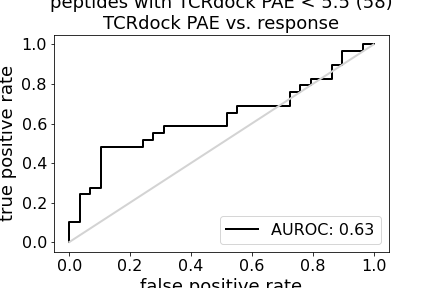 peptides with TCRdock PAE < 5.5 (58)
TCRdock PAE vs. response
true positive rate
1.0
0.8
0.6
0.4
0.2
0.0
AUROC: 0.63
0.0 0.2 0.4 0.6 0.8 1.0
false positive rate